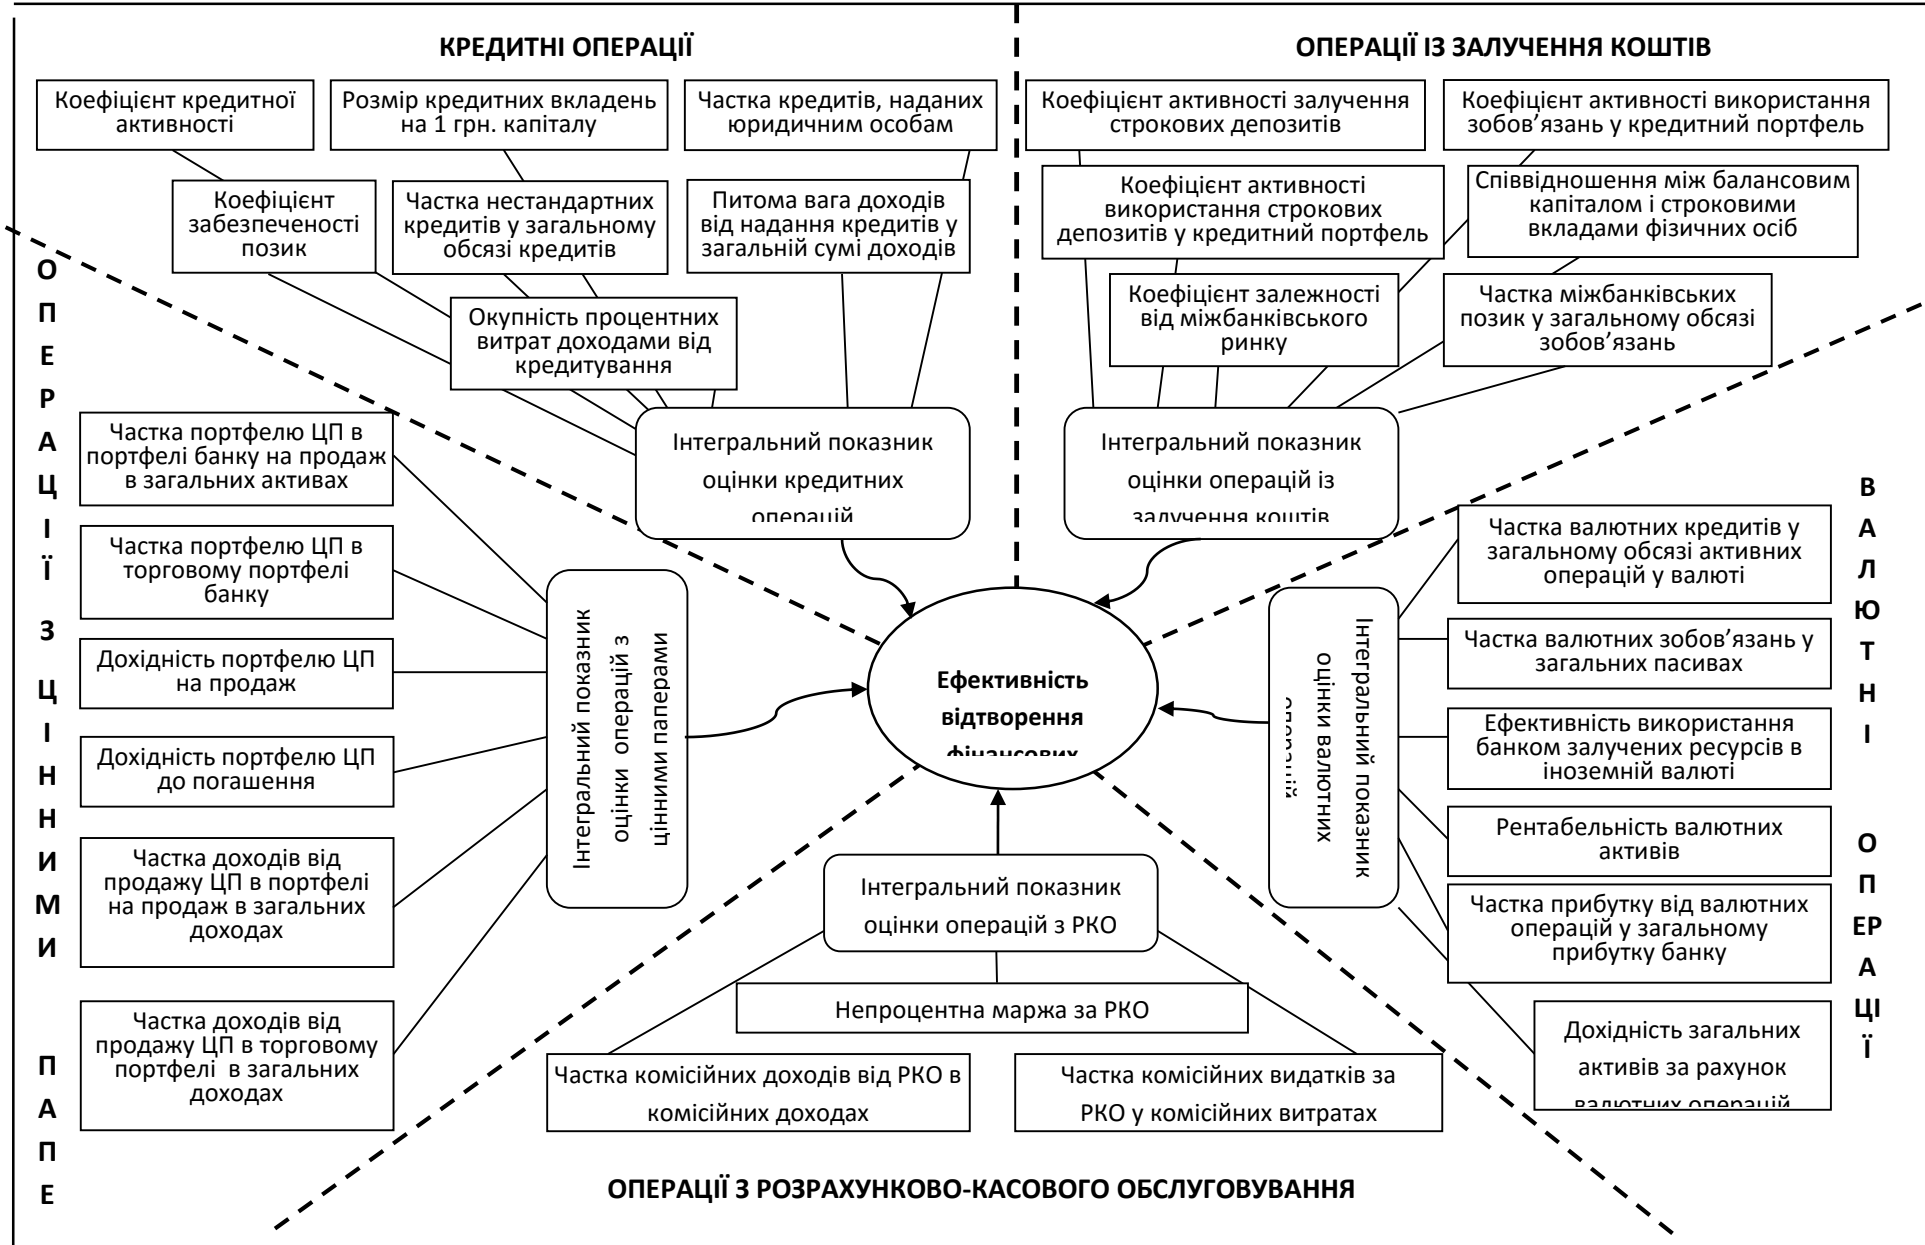 КРЕДИТНІ ОПЕРАЦІЇ
ОПЕРАЦІЇ ІЗ ЗАЛУЧЕННЯ КОШТІВ
Коефіцієнт кредитної
активності
Розмір кредитних вкладень
на 1 грн. капіталу
Частка кредитів, наданих
юридичним особам
Коефіцієнт активності залучення
строкових депозитів
Коефіцієнт активності використання
зобов’язань у кредитний портфель
Коефіцієнт
забезпеченості
позик
Частка нестандартних
кредитів у загальному
обсязі кредитів
Питома вага доходів
від надання кредитів у
загальній сумі доходів
Коефіцієнт активності
використання строкових
депозитів у кредитний портфель
Співвідношення між балансовим
капіталом і строковими
вкладами фізичних осіб
Окупність процентних
витрат доходами від
кредитування
Коефіцієнт залежності
від міжбанківського
ринку
Частка міжбанківських
позик у загальному обсязі
зобов’язань
Інтегральний показник
оцінки кредитних
операцій
Інтегральний показник
оцінки операцій із
залучення коштів
О
П
Е
Р
А
Ц
І
Ї
З
Ц
І
Н
Н
И
М
И
П
А
П
Е
Частка портфелю ЦП в
портфелі банку на продаж
в загальних активах
Частка портфелю ЦП в
торговому портфелі
банку
Дохідність портфелю ЦП
на продаж
Дохідність портфелю ЦП
до погашення
Частка доходів від
продажу ЦП в портфелі
на продаж в загальних
доходах
Частка доходів від
продажу ЦП в торговому
портфелі в загальних
доходах
Інтегральний показник
оцінки операцій з
цінними паперами
Ефективність
відтворення
фінансових
Інтегральний показник
оцінки валютних
операцій
Частка валютних кредитів у
загальному обсязі активних
операцій у валюті
Частка валютних зобов’язань у
загальних пасивах
Ефективність використання
банком залучених ресурсів в
іноземній валюті
Рентабельність валютних
активів
Частка прибутку від валютних
операцій у загальному
прибутку банку
Дохідність загальних
активів за рахунок
валютних операцій
В
А
Л
Ю
Т
Н
І
О
П
ЕР
А
ЦІ
Ї
Інтегральний показник
оцінки операцій з РКО
Непроцентна маржа за РКО
Частка комісійних доходів від РКО в
комісійних доходах
Частка комісійних видатків за
РКО у комісійних витратах
ОПЕРАЦІЇ З РОЗРАХУНКОВО-КАСОВОГО ОБСЛУГОВУВАННЯ